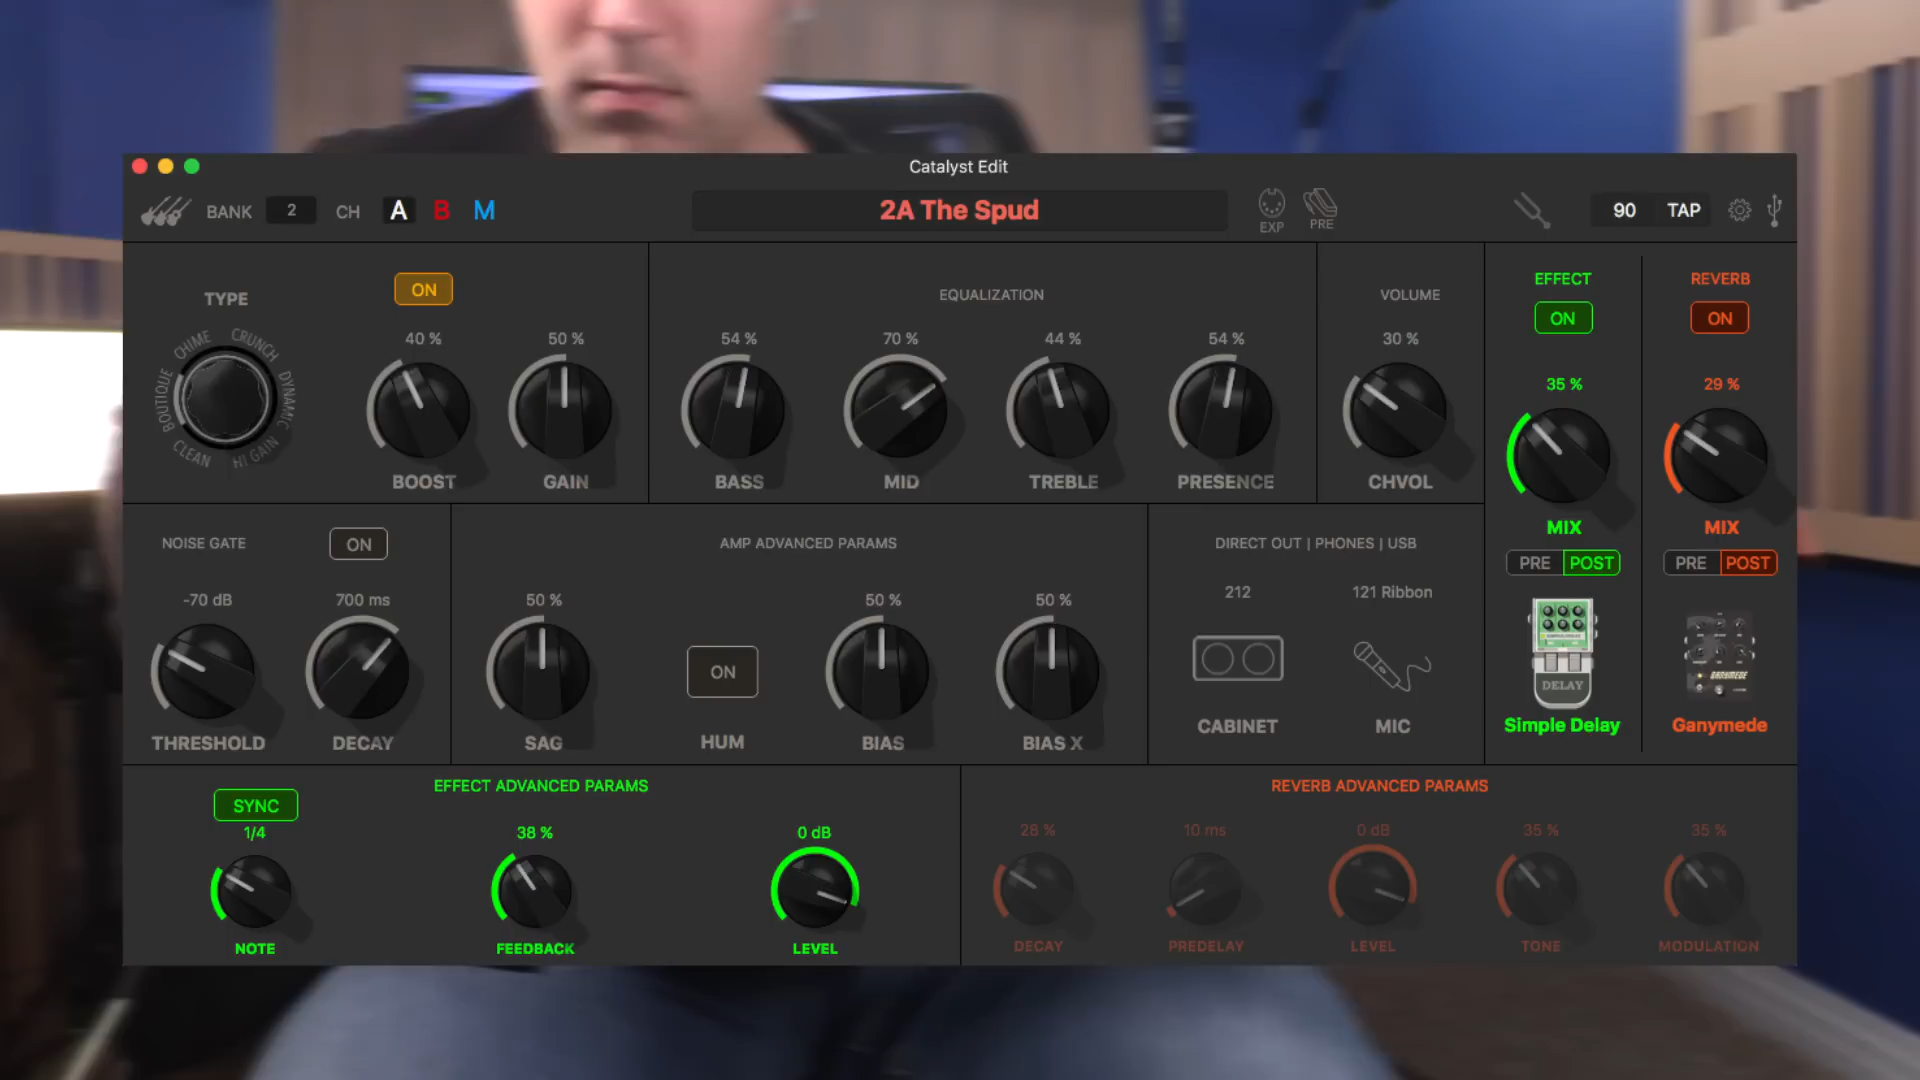 Catalyst Edit
BANK 2 CH A B M
2A The Spud
EXP
PRE
90 TAP
TYPE
CHIME
CRUNCH
BOUTIQUE
DYNAMIC
CLEAN
HI GAIN
ON
40 %
50 %
BOOST
GAIN
EQUALIZATION
54 %
70 %
44 %
54 %
BASS
MID
TREBLE
PRESENCE
VOLUME
30 %
CHVOL
EFFECT
ON
35 %
MIX
PRE POST
DELAY
Simple Delay
REVERB
ON
29 %
MIX
PRE POST
GANYMEDE
Ganymede
NOISE GATE
ON
-70 dB
700 ms
THRESHOLD
DECAY
AMP ADVANCED PARAMS
50 %
ON
50 %
50 %
SAG
HUM
BIAS
BIAS X
DIRECT OUT | PHONES | USB
212
121 Ribbon
CABINET
MIC
EFFECT ADVANCED PARAMS
SYNC
1/4
38 %
0 dB
NOTE
FEEDBACK
LEVEL
REVERB ADVANCED PARAMS
28 %
10 ms
0 dB
35 %
35 %
DECAY
PREDELAY
LEVEL
TONE
MODULATION